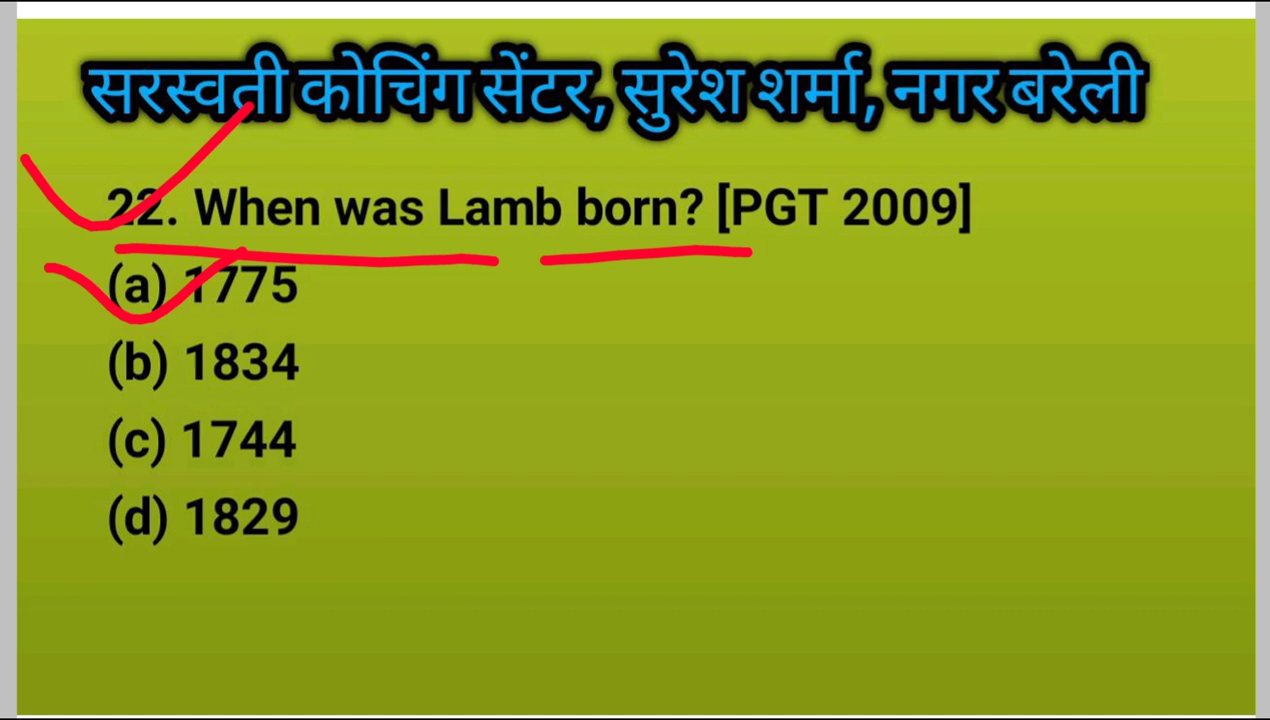 सरस्वती कोचिंग सेंटर, सुरेश शर्मा, नगर बरेली
22. When was Lamb born? [PGT 2009]
(a) 1775
(b) 1834
(c) 1744
(d) 1829